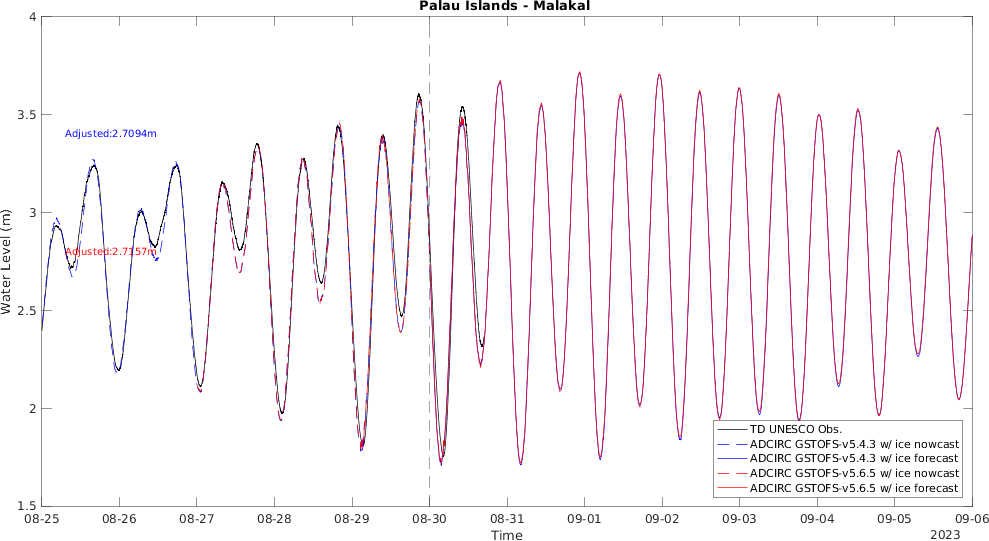 Palau Islands - Malakal
4
3.5
3
2.5
2
1.5
Water Level (m)
Adjusted:2.7094m
Adjusted:2.7157m
TD UNESCO Obs.
ADCIRC GSTOFS-v5.4.3 w/ ice nowcast
ADCIRC GSTOFS-v5.4.3 w/ ice forecast
ADCIRC GSTOFS-v5.6.5 w/ ice nowcast
ADCIRC GSTOFS-v5.6.5 w/ ice forecast
08-25 08-26 08-27 08-28 08-29 08-30 08-31 09-01 09-02 09-03 09-04 09-05 09-06
Time
2023